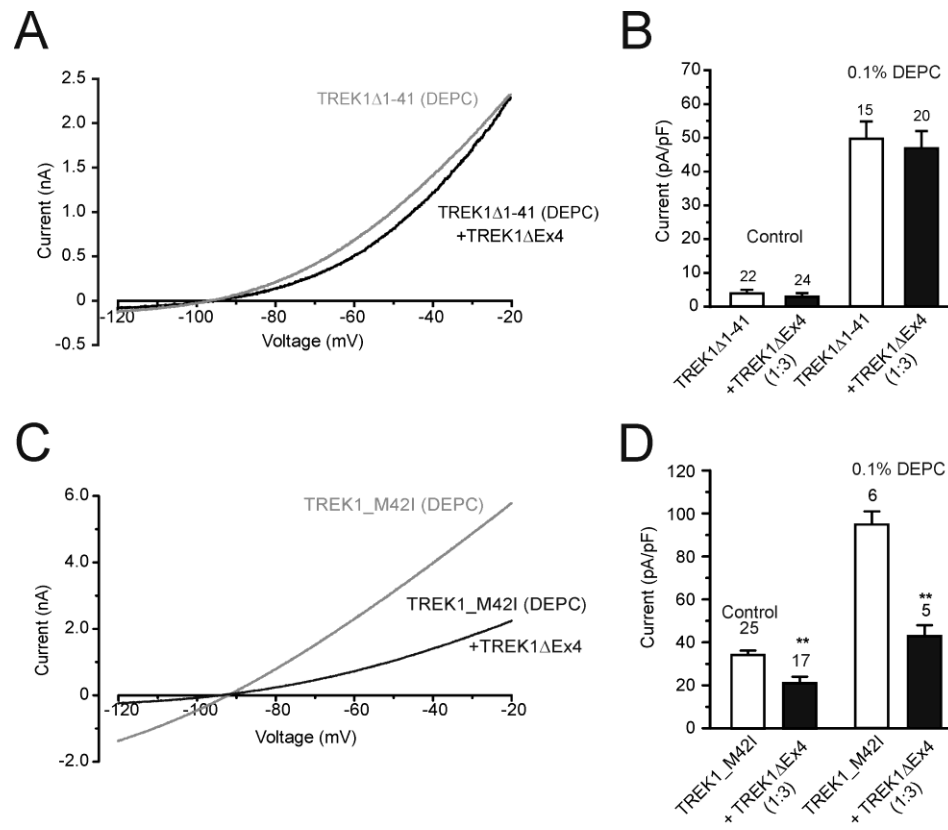 A
2.5
2.0
1.5
1.0
0.5
0
-0.5
Current (nA)
TREK1Δ1-41 (DEPC)
TREK1Δ1-41 (DEPC)
+TREK1ΔEx4
-120
-100
-80
-60
-40
-20
Voltage (mV)
B
70
60
50
40
30
20
10
0
Current (pA/pF)
0.1% DEPC
15
20
Control
22
24
TREK1Δ1-41
+TREK1ΔEx4
(1:3)
TREK1Δ1-41
+TREK1ΔEx4
(1:3)
C
6.0
4.0
2.0
0
-2.0
Current (nA)
TREK1_M42I (DEPC)
TREK1_M42I (DEPC)
+TREK1ΔEx4
-120
-100
-80
-60
-40
-20
Voltage (mV)
D
120
100
80
60
40
20
0
Current (pA/pF)
0.1% DEPC
6
Control
25
**
17
**
5
TREK1_M42I
+ TREK1ΔEx4
(1:3)
TREK1_M42I
+ TREK1ΔEx4
(1:3)